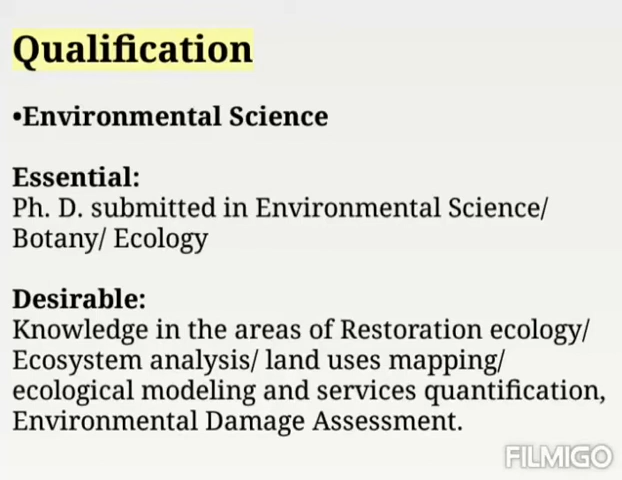 Qualification
•Environmental Science
Essential:
Ph. D. submitted in Environmental Science/
Botany/ Ecology
Desirable:
Knowledge in the areas of Restoration ecology/
Ecosystem analysis/ land uses mapping/
ecological modeling and services quantification,
Environmental Damage Assessment.
FILMIGO